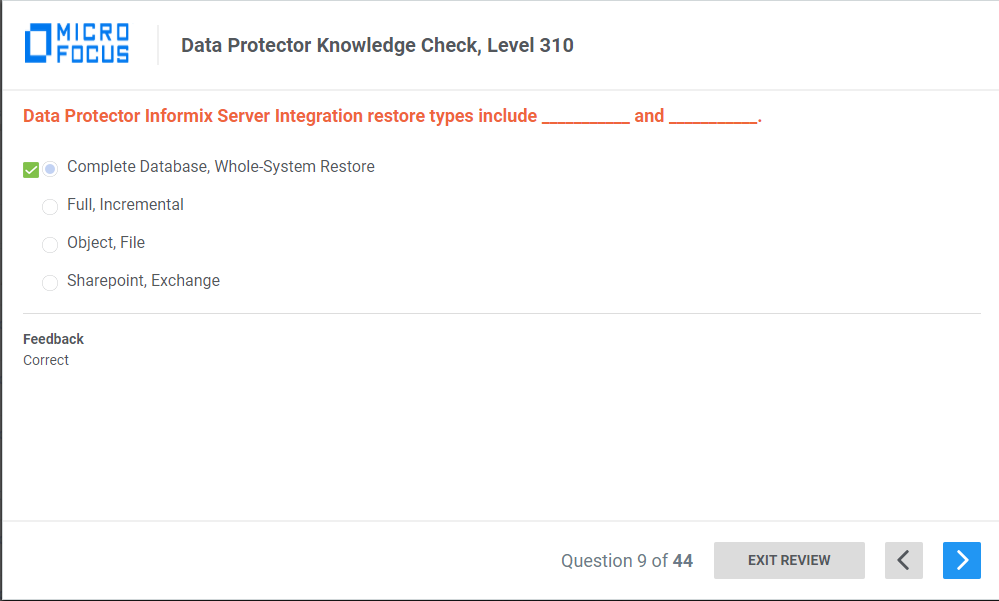 MICRO
FOCUS
Data Protector Knowledge Check, Level 310
Data Protector Informix Server Integration restore types include __________ and __________.
Complete Database, Whole-System Restore
Full, Incremental
Object, File
Sharepoint, Exchange
Feedback
Correct
Question 9 of 44
EXIT REVIEW